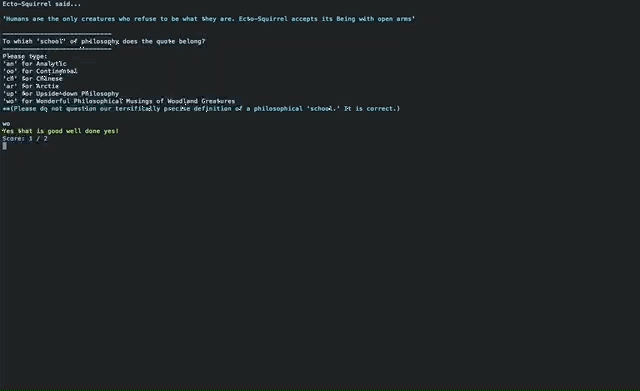 Ecto-Squirrel said...
'Humans are the only creatures who refuse to be what they are. Ecto-Squirrel accepts its Being with open arms'
----------------------------
To which "school" of philosophy does the quote belong?
----------------------------
Please type:
'an' for Analytic
'co' for Continental
'ch' for Chinese
'ar' for Arctic
'up' for Upside-down Philosophy
'wo' for Wonderful Philosophical Musings of Woodland Creatures
**(Please do not question our terrifically precise definition of a philosophical 'school.' It is correct.)
wo
Yes that is good well done yes!
Score: 1 / 2